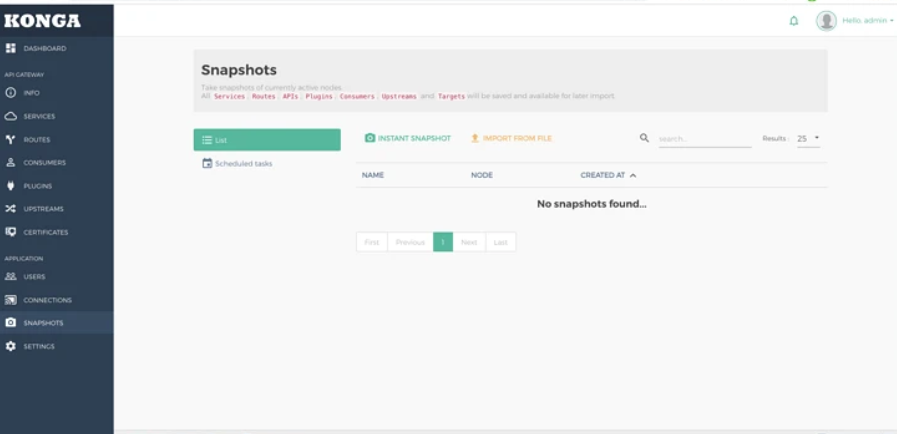 KONGA
Hello, admin
DASHBOARD
API GATEWAY
INFO
SERVICES
ROUTES
CONSUMERS
PLUGINS
UPSTREAMS
CERTIFICATES
APPLICATION
USERS
CONNECTIONS
SNAPSHOTS
SETTINGS
Snapshots
Take snapshots of currently active nodes
All Services Routes APIs Plugins Consumers Upstreams and Targets will be saved and available for later import
List
Scheduled tasks
INSTANT SNAPSHOT IMPORT FROM FILE search... Results : 25
NAME NODE CREATED AT
No snapshots found...
First Previous 1 Next Last